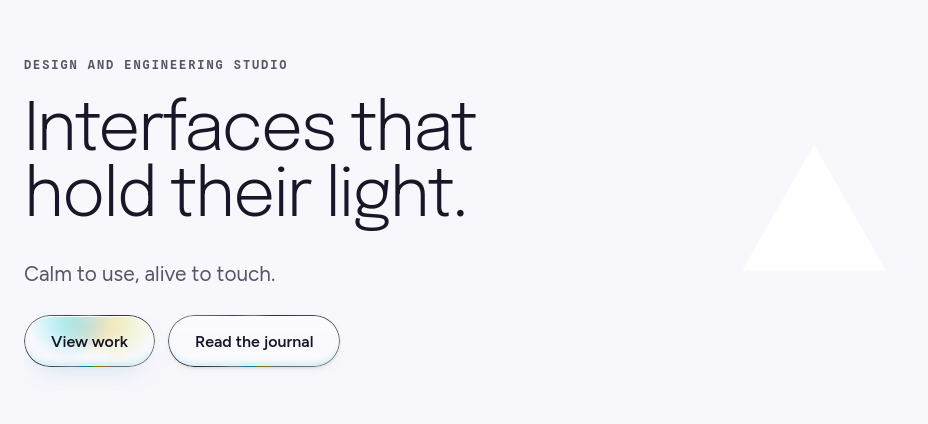 DESIGN AND ENGINEERING STUDIO
Interfaces that
hold their light.
Calm to use, alive to touch.
View work
Read the journal